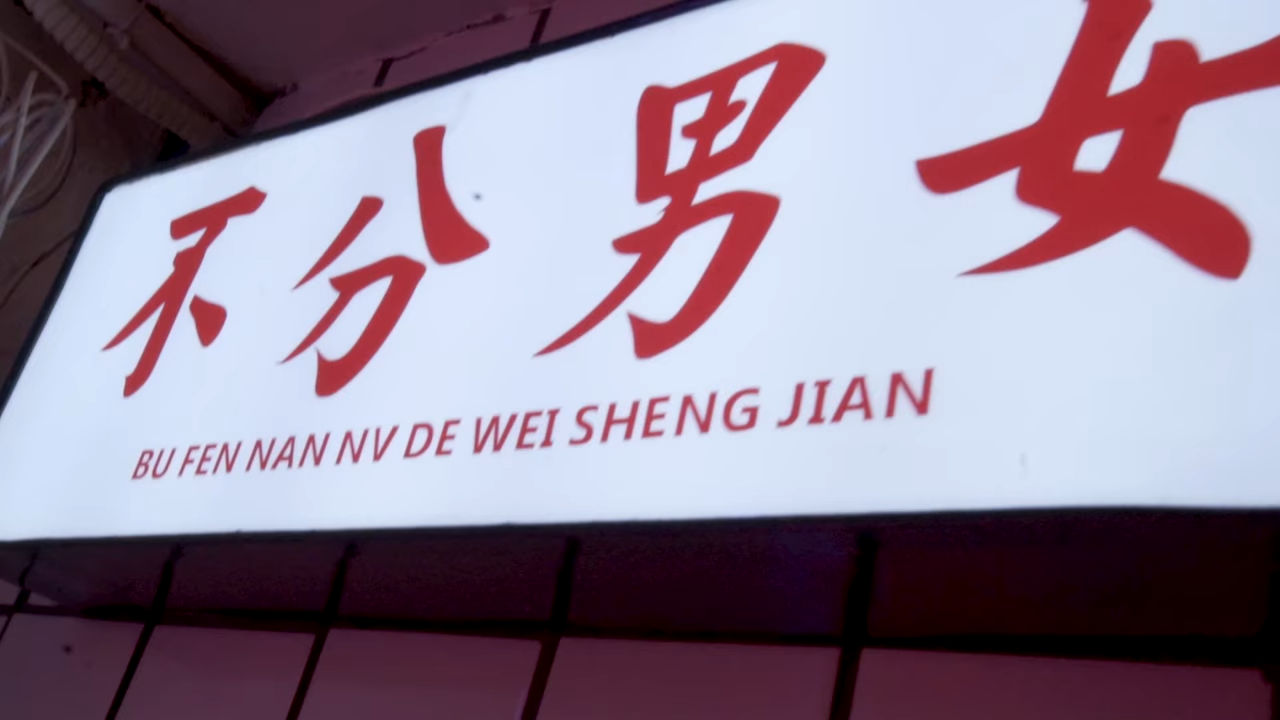 不分男女
BU FEN NAN NV DE WEI SHENG JIAN